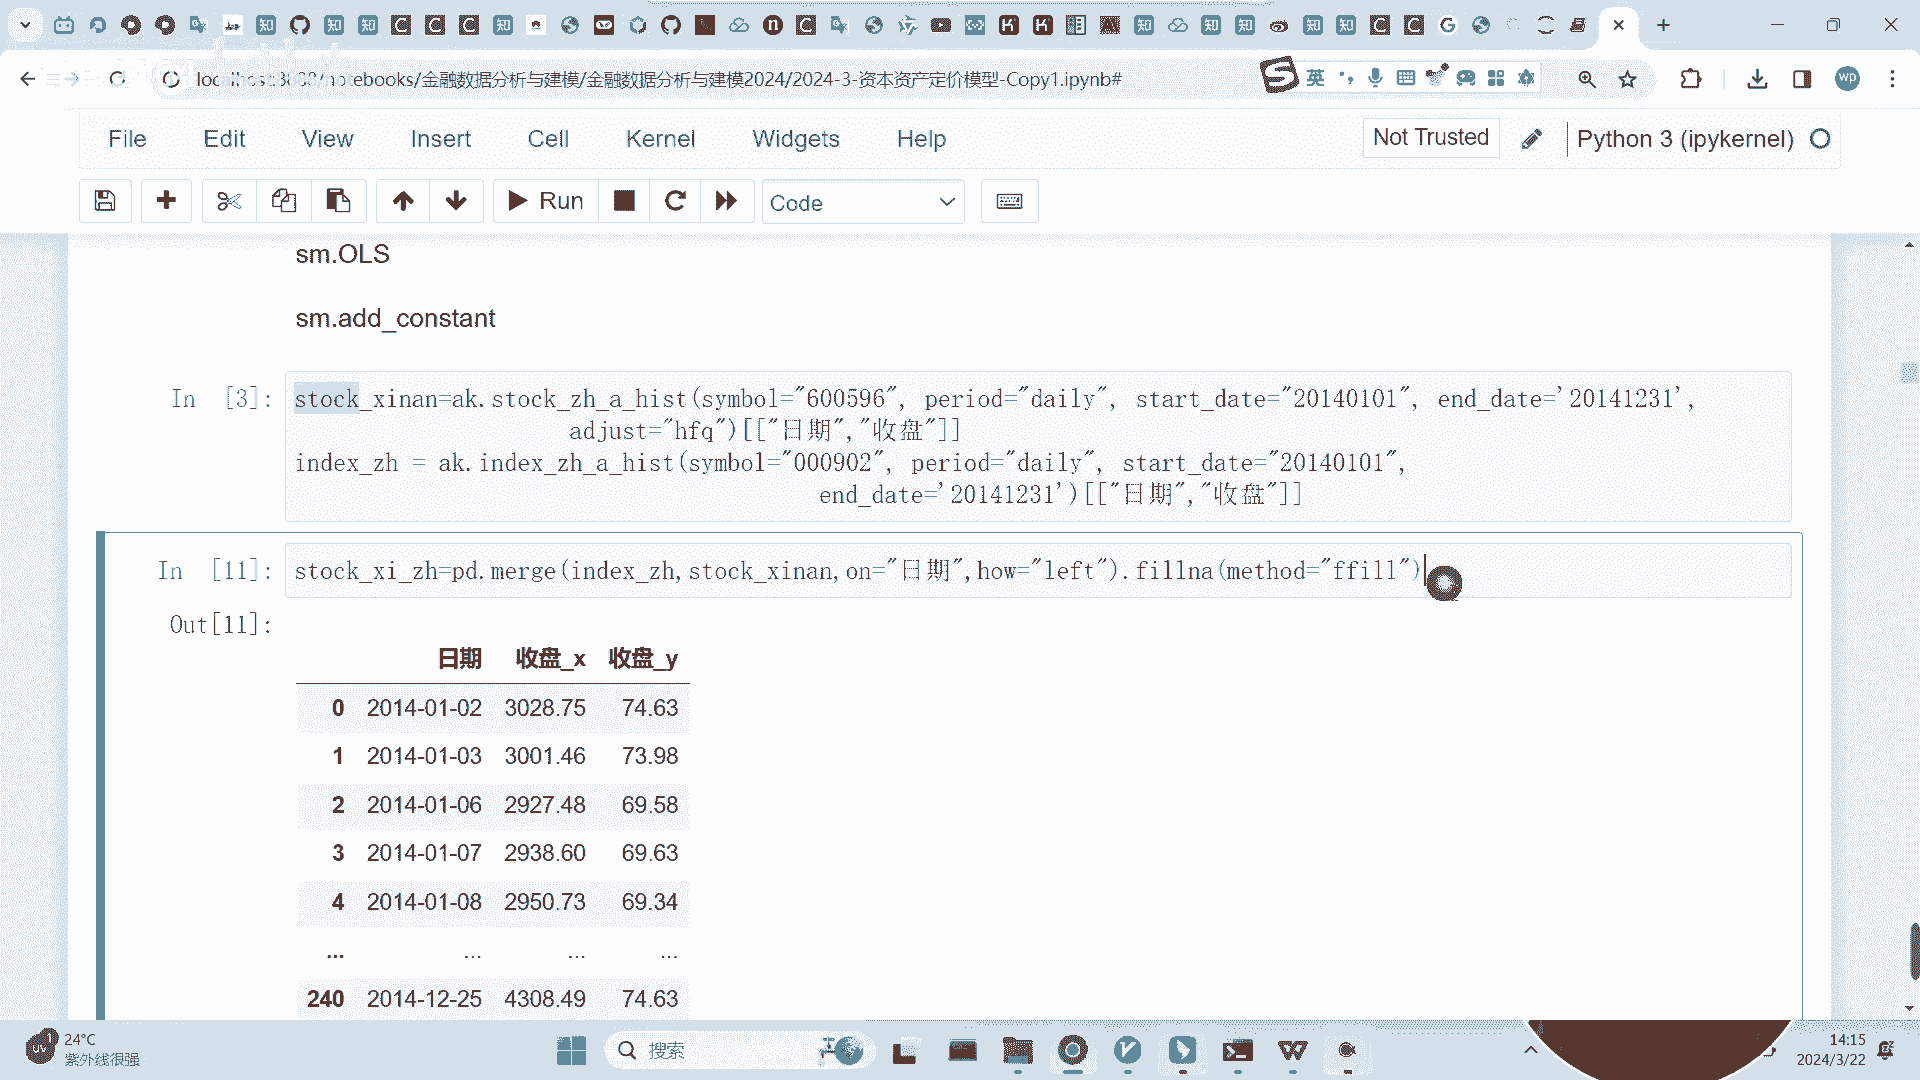 localhost:8888/notebooks/金融数据分析与建模/金融数据分析与建模2024/2024-3-资本资产定价模型-Copy1.ipynb#
英
wp
File Edit View Insert Cell Kernel Widgets Help
Not Trusted
Python 3 (ipykernel)
Run
Code
sm.OLS
sm.add_constant
In [3]:
stock_xinan=ak.stock_zh_a_hist(symbol="600596", period="daily", start_date="20140101", end_date='20141231',
adjust="hfq")[["日期","收盘"]]
index_zh = ak.index_zh_a_hist(symbol="000902", period="daily", start_date="20140101",
end_date='20141231')[["日期","收盘"]]
In [11]:
stock_xi_zh=pd.merge(index_zh,stock_xinan,on="日期",how="left").fillna(method="ffill")
Out[11]:
日期 收盘_x 收盘_y
0 2014-01-02 3028.75 74.63
1 2014-01-03 3001.46 73.98
2 2014-01-06 2927.48 69.58
3 2014-01-07 2938.60 69.63
4 2014-01-08 2950.73 69.34
... ... ... ...
240 2014-12-25 4308.49 74.63
24°C
紫外线很强
搜索
14:15
2024/3/22